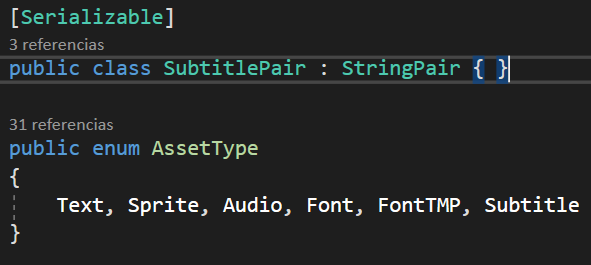 [Serializable]
3 referencias
public class SubtitlePair : StringPair { }
31 referencias
public enum AssetType
{
Text, Sprite, Audio, Font, FontTMP, Subtitle
}